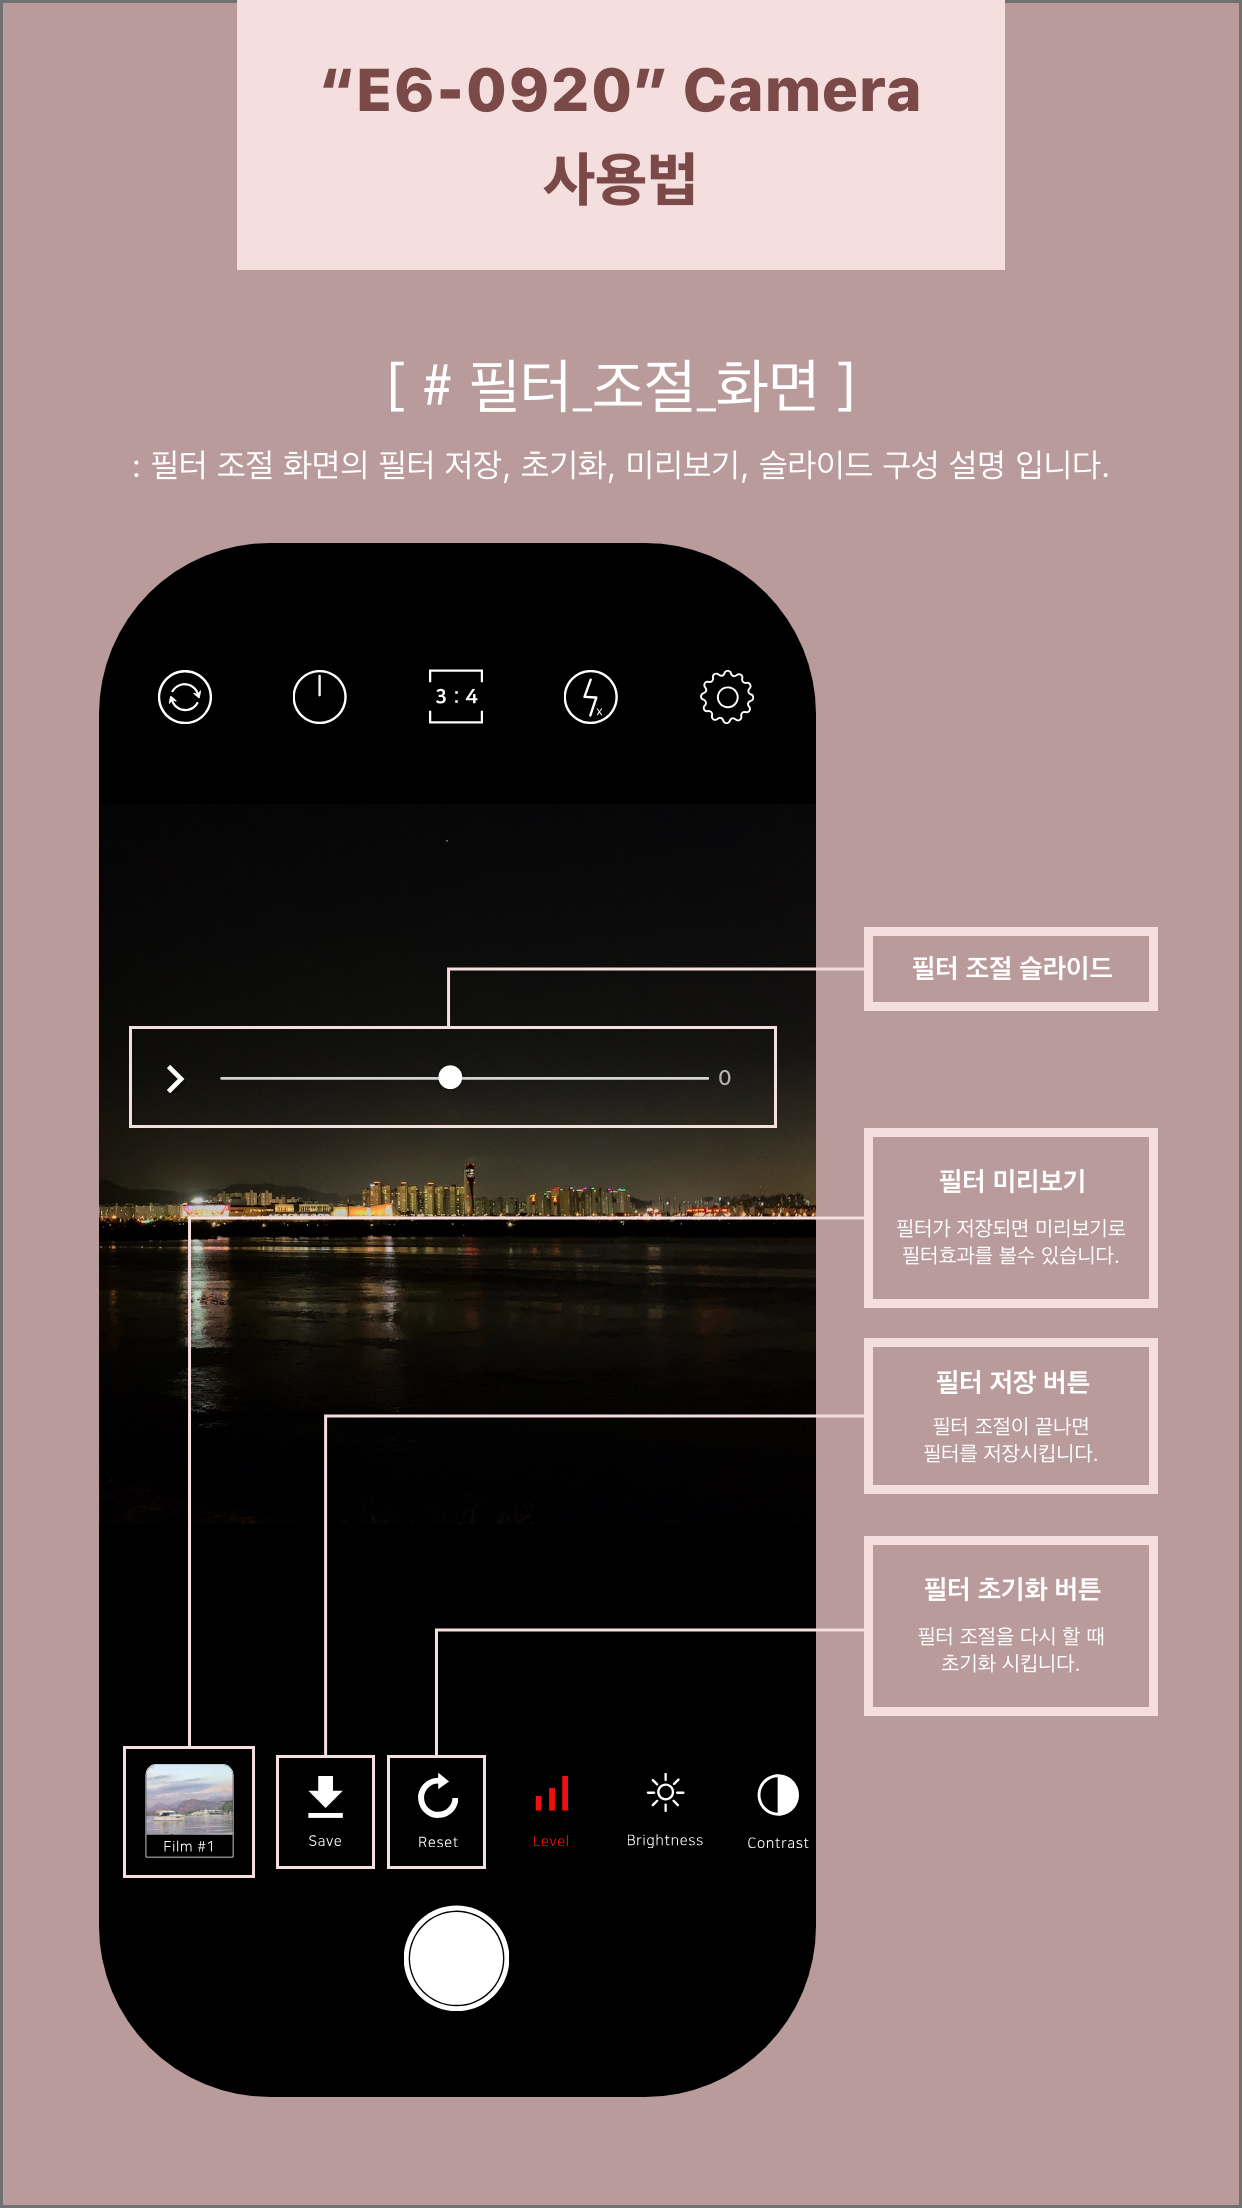 “E6-0920” Camera
사용법
[ # 필터_조절_화면 ]
: 필터 조절 화면의 필터 저장, 초기화, 미리보기, 슬라이드 구성 설명 입니다.
3 : 4
x
필터 조절 슬라이드
0
필터 미리보기
필터가 저장되면 미리보기로
필터효과를 볼수 있습니다.
필터 저장 버튼
필터 조절이 끝나면
필터를 저장시킵니다.
필터 초기화 버튼
필터 조절을 다시 할 때
초기화 시킵니다.
Film #1
Save
Reset
Level
Brightness
Contrast